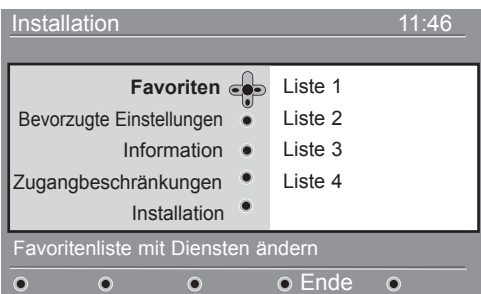 Installation 11:46
Favoriten Liste 1
Bevorzugte Einstellungen Liste 2
Information Liste 3
Zugangbeschränkungen Liste 4
Installation
Favoritenliste mit Diensten ändern
Ende